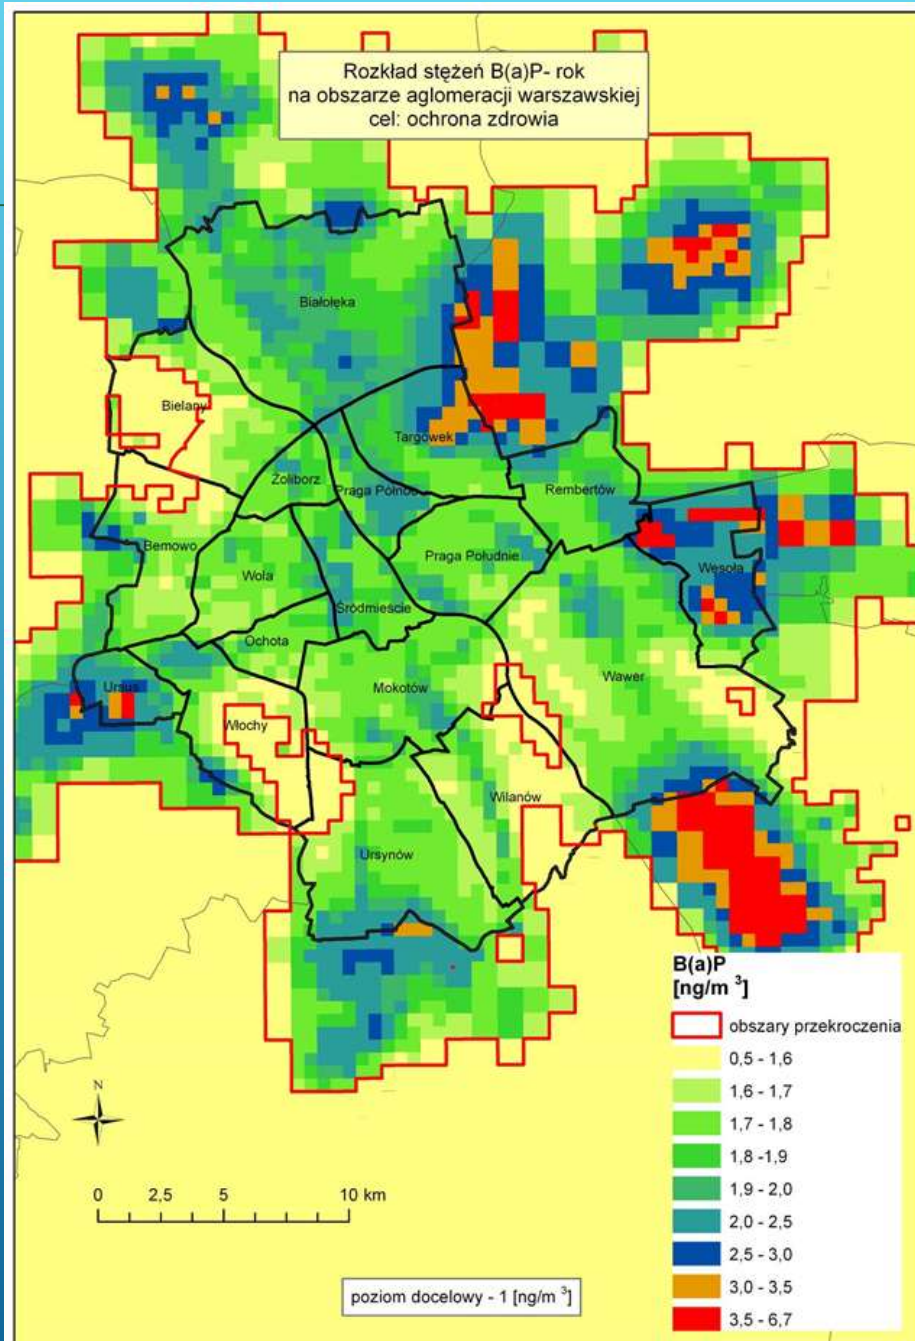 Rozkład stężeń B(a)P- rok
na obszarze aglomeracji warszawskiej
cel: ochrona zdrowia
Białołęka
Bielany
Targówek
Żoliborz
Praga Północ
Rembertów
Bemowo
Praga Południe
Wola
Wesoła
Śródmieście
Ochota
Ursus
Mokotów
Wawer
Włochy
Wilanów
Ursynów
B(a)P
[ng/m ³]
obszary przekroczenia
0,5 - 1,6
1,6 - 1,7
1,7 - 1,8
1,8 -1,9
1,9 - 2,0
2,0 - 2,5
2,5 - 3,0
3,0 - 3,5
3,5 - 6,7
N
0 2,5 5 10 km
poziom docelowy - 1 [ng/m ³]